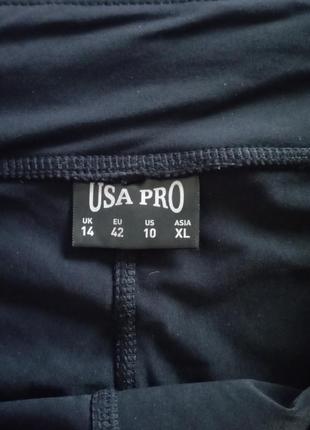 USA PRO
UK EU US ASIA
14 42 10 XL